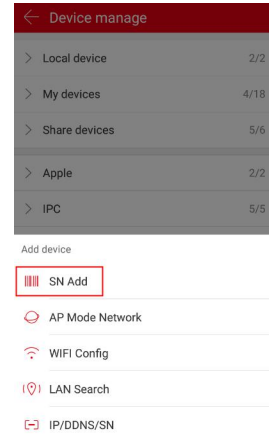 Device manage
Local device 2/2
My devices 4/18
Share devices 5/6
Apple 2/2
IPC 5/5
Add device
SN Add
AP Mode Network
WIFI Config
LAN Search
IP/DDNS/SN